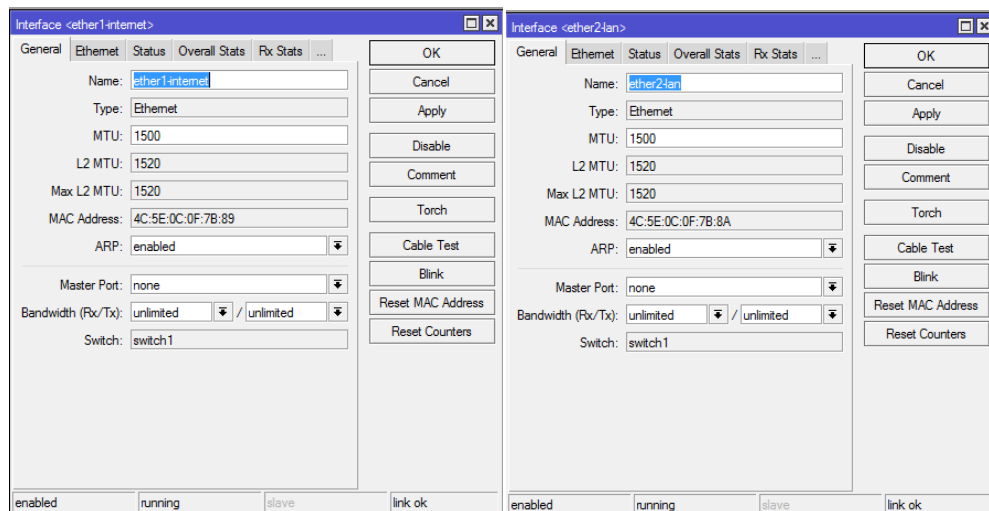 Interface <ether1-internet>
General Ethernet Status Overall Stats Rx Stats ...
Name: ether1-internet
Type: Ethernet
MTU: 1500
L2 MTU: 1520
Max L2 MTU: 1520
MAC Address: 4C:5E:0C:0F:7B:89
ARP: enabled
Master Port: none
Bandwidth (Rx/Tx): unlimited / unlimited
Switch: switch1
OK
Cancel
Apply
Disable
Comment
Torch
Cable Test
Blink
Reset MAC Address
Reset Counters
enabled running slave link ok
Interface <ether2-lan>
General Ethernet Status Overall Stats Rx Stats ...
Name: ether2-lan
Type: Ethernet
MTU: 1500
L2 MTU: 1520
Max L2 MTU: 1520
MAC Address: 4C:5E:0C:0F:7B:8A
ARP: enabled
Master Port: none
Bandwidth (Rx/Tx): unlimited / unlimited
Switch: switch1
OK
Cancel
Apply
Disable
Comment
Torch
Cable Test
Blink
Reset MAC Address
Reset Counters
enabled running slave link ok